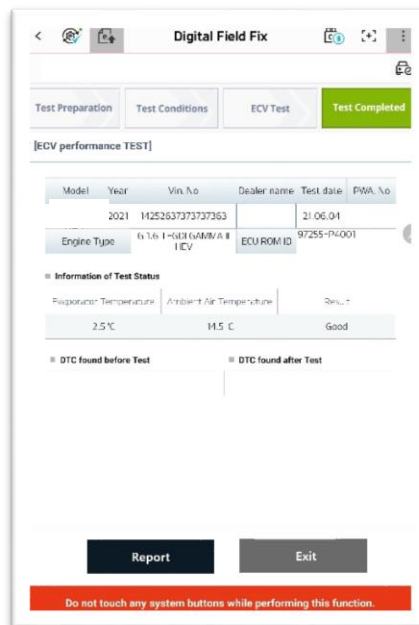 Digital Field Fix
Test Preparation Test Conditions ECV Test Test Completed
[ECV performance TEST]
Model Year Vin. No Dealer name Test date PWA. No
2021 14252637373737363 21.06.04
Engine Type G 1.6 T-GDI GAMMA II HEV ECU ROM ID 97255-P4001
Information of Test Status
Evaporator Temperature Ambient Air Temperature Result
2.5 ℃ 14.5 ℃ Good
DTC found before Test DTC found after Test
Report Exit
Do not touch any system buttons while performing this function.